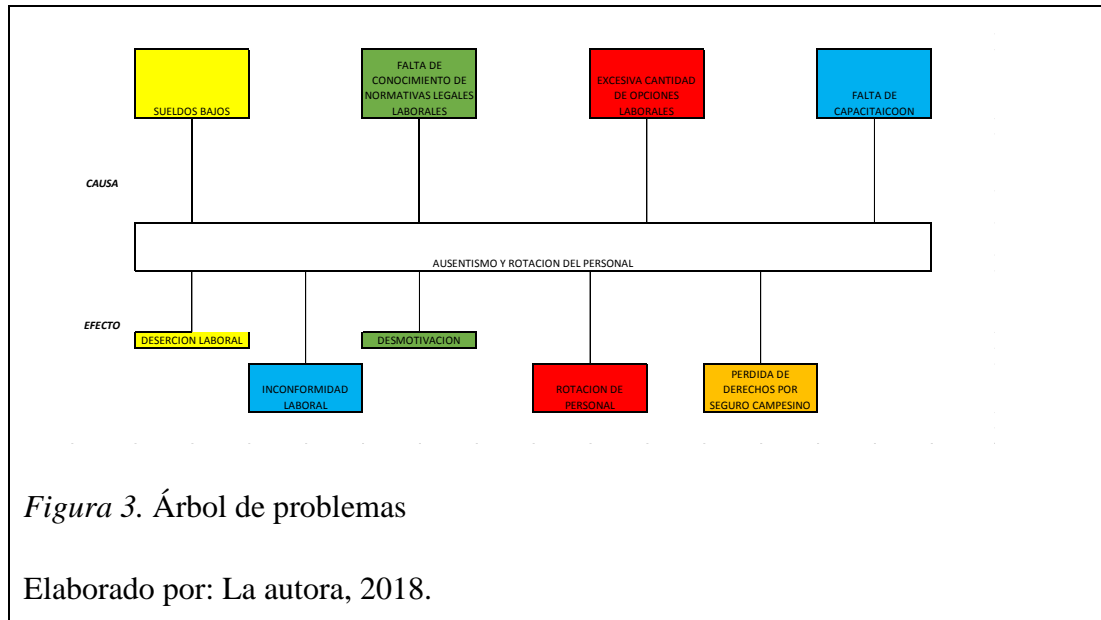 SUELDOS BAJOS
FALTA DE
CONOCIMIENTO DE
NORMATIVAS LEGALES
LABORALES
EXCESIVA CANTIDAD
DE OPCIONES
LABORALES
FALTA DE
CAPACITAICOON
CAUSA
AUSENTISMO Y ROTACION DEL PERSONAL
EFECTO
DESERCION LABORAL
DESMOTIVACION
INCONFORMIDAD
LABORAL
ROTACION DE
PERSONAL
PERDIDA DE
DERECHOS POR
SEGURO CAMPESINO
Figura 3. Árbol de problemas
Elaborado por: La autora, 2018.